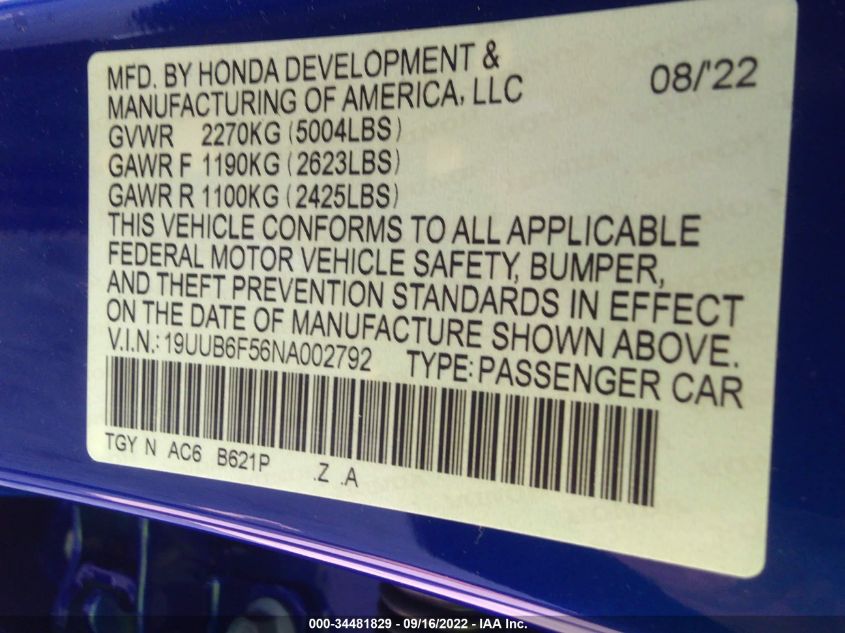 MFD. BY HONDA DEVELOPMENT & 08/'22
MANUFACTURING OF AMERICA, LLC
GVWR 2270KG (5004LBS)
GAWR F 1190KG (2623LBS)
GAWR R 1100KG (2425LBS)
THIS VEHICLE CONFORMS TO ALL APPLICABLE
FEDERAL MOTOR VEHICLE SAFETY, BUMPER,
AND THEFT PREVENTION STANDARDS IN EFFECT
ON THE DATE OF MANUFACTURE SHOWN ABOVE.
V.I.N.: 19UUB6F56NA002792 TYPE: PASSENGER CAR
TGY N AC6 B621P .Z .A
000-34481829 / 09/16/2022 - IAA Inc.